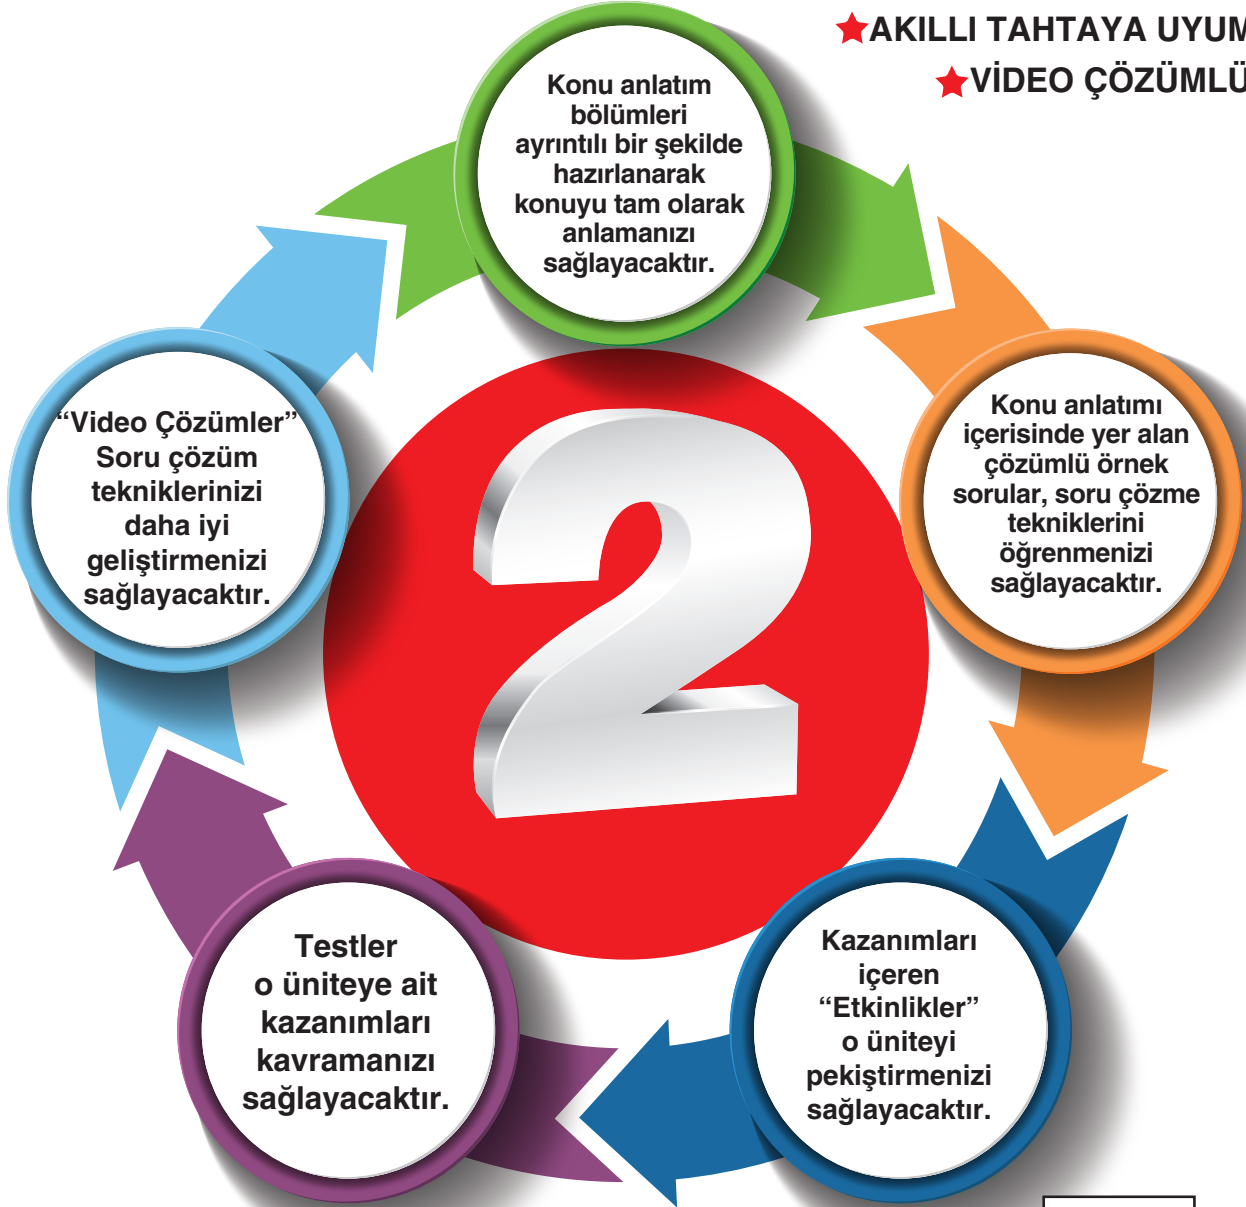 AKILLI TAHTAYA UYUM
VİDEO ÇÖZÜMLÜ
Konu anlatım
bölümleri
ayrıntılı bir şekilde
hazırlanarak
konuyu tam olarak
anlamanızı
sağlayacaktır.
Konu anlatımı
içerisinde yer alan
çözümlü örnek
sorular, soru çözme
tekniklerini
öğrenmenizi
sağlayacaktır.
Kazanımları
içeren
“Etkinlikler”
o üniteyi
pekiştirmenizi
sağlayacaktır.
Testler
o üniteye ait
kazanımları
kavramanızı
sağlayacaktır.
“Video Çözümler”
Soru çözüm
tekniklerinizi
daha iyi
geliştirmenizi
sağlayacaktır.
2